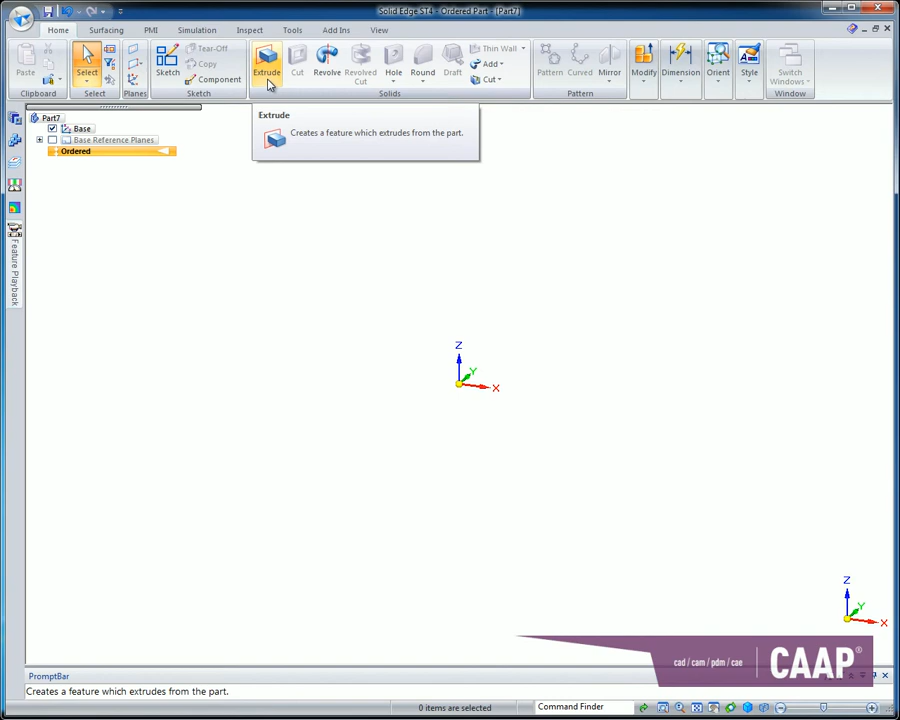 Solid Edge ST4 - Ordered Part - [Part7]
Home Surfacing PMI Simulation Inspect Tools Add Ins View
Paste
Clipboard
Select
Select
Planes
Sketch
Tear-Off
Copy
Component
Sketch
Extrude
Cut
Revolve
Revolved
Cut
Hole
Round
Draft
Thin Wall
Add
Cut
Solids
Pattern
Curved
Mirror
Pattern
Modify
Dimension
Orient
Style
Switch
Windows
Window
Part7
Base
Base Reference Planes
Ordered
Feature Playback
Extrude
Creates a feature which extrudes from the part.
Z
Y
X
Z
Y
X
cad / cam / pdm / cae
CAAP®
PromptBar
Creates a feature which extrudes from the part.
0 items are selected
Command Finder